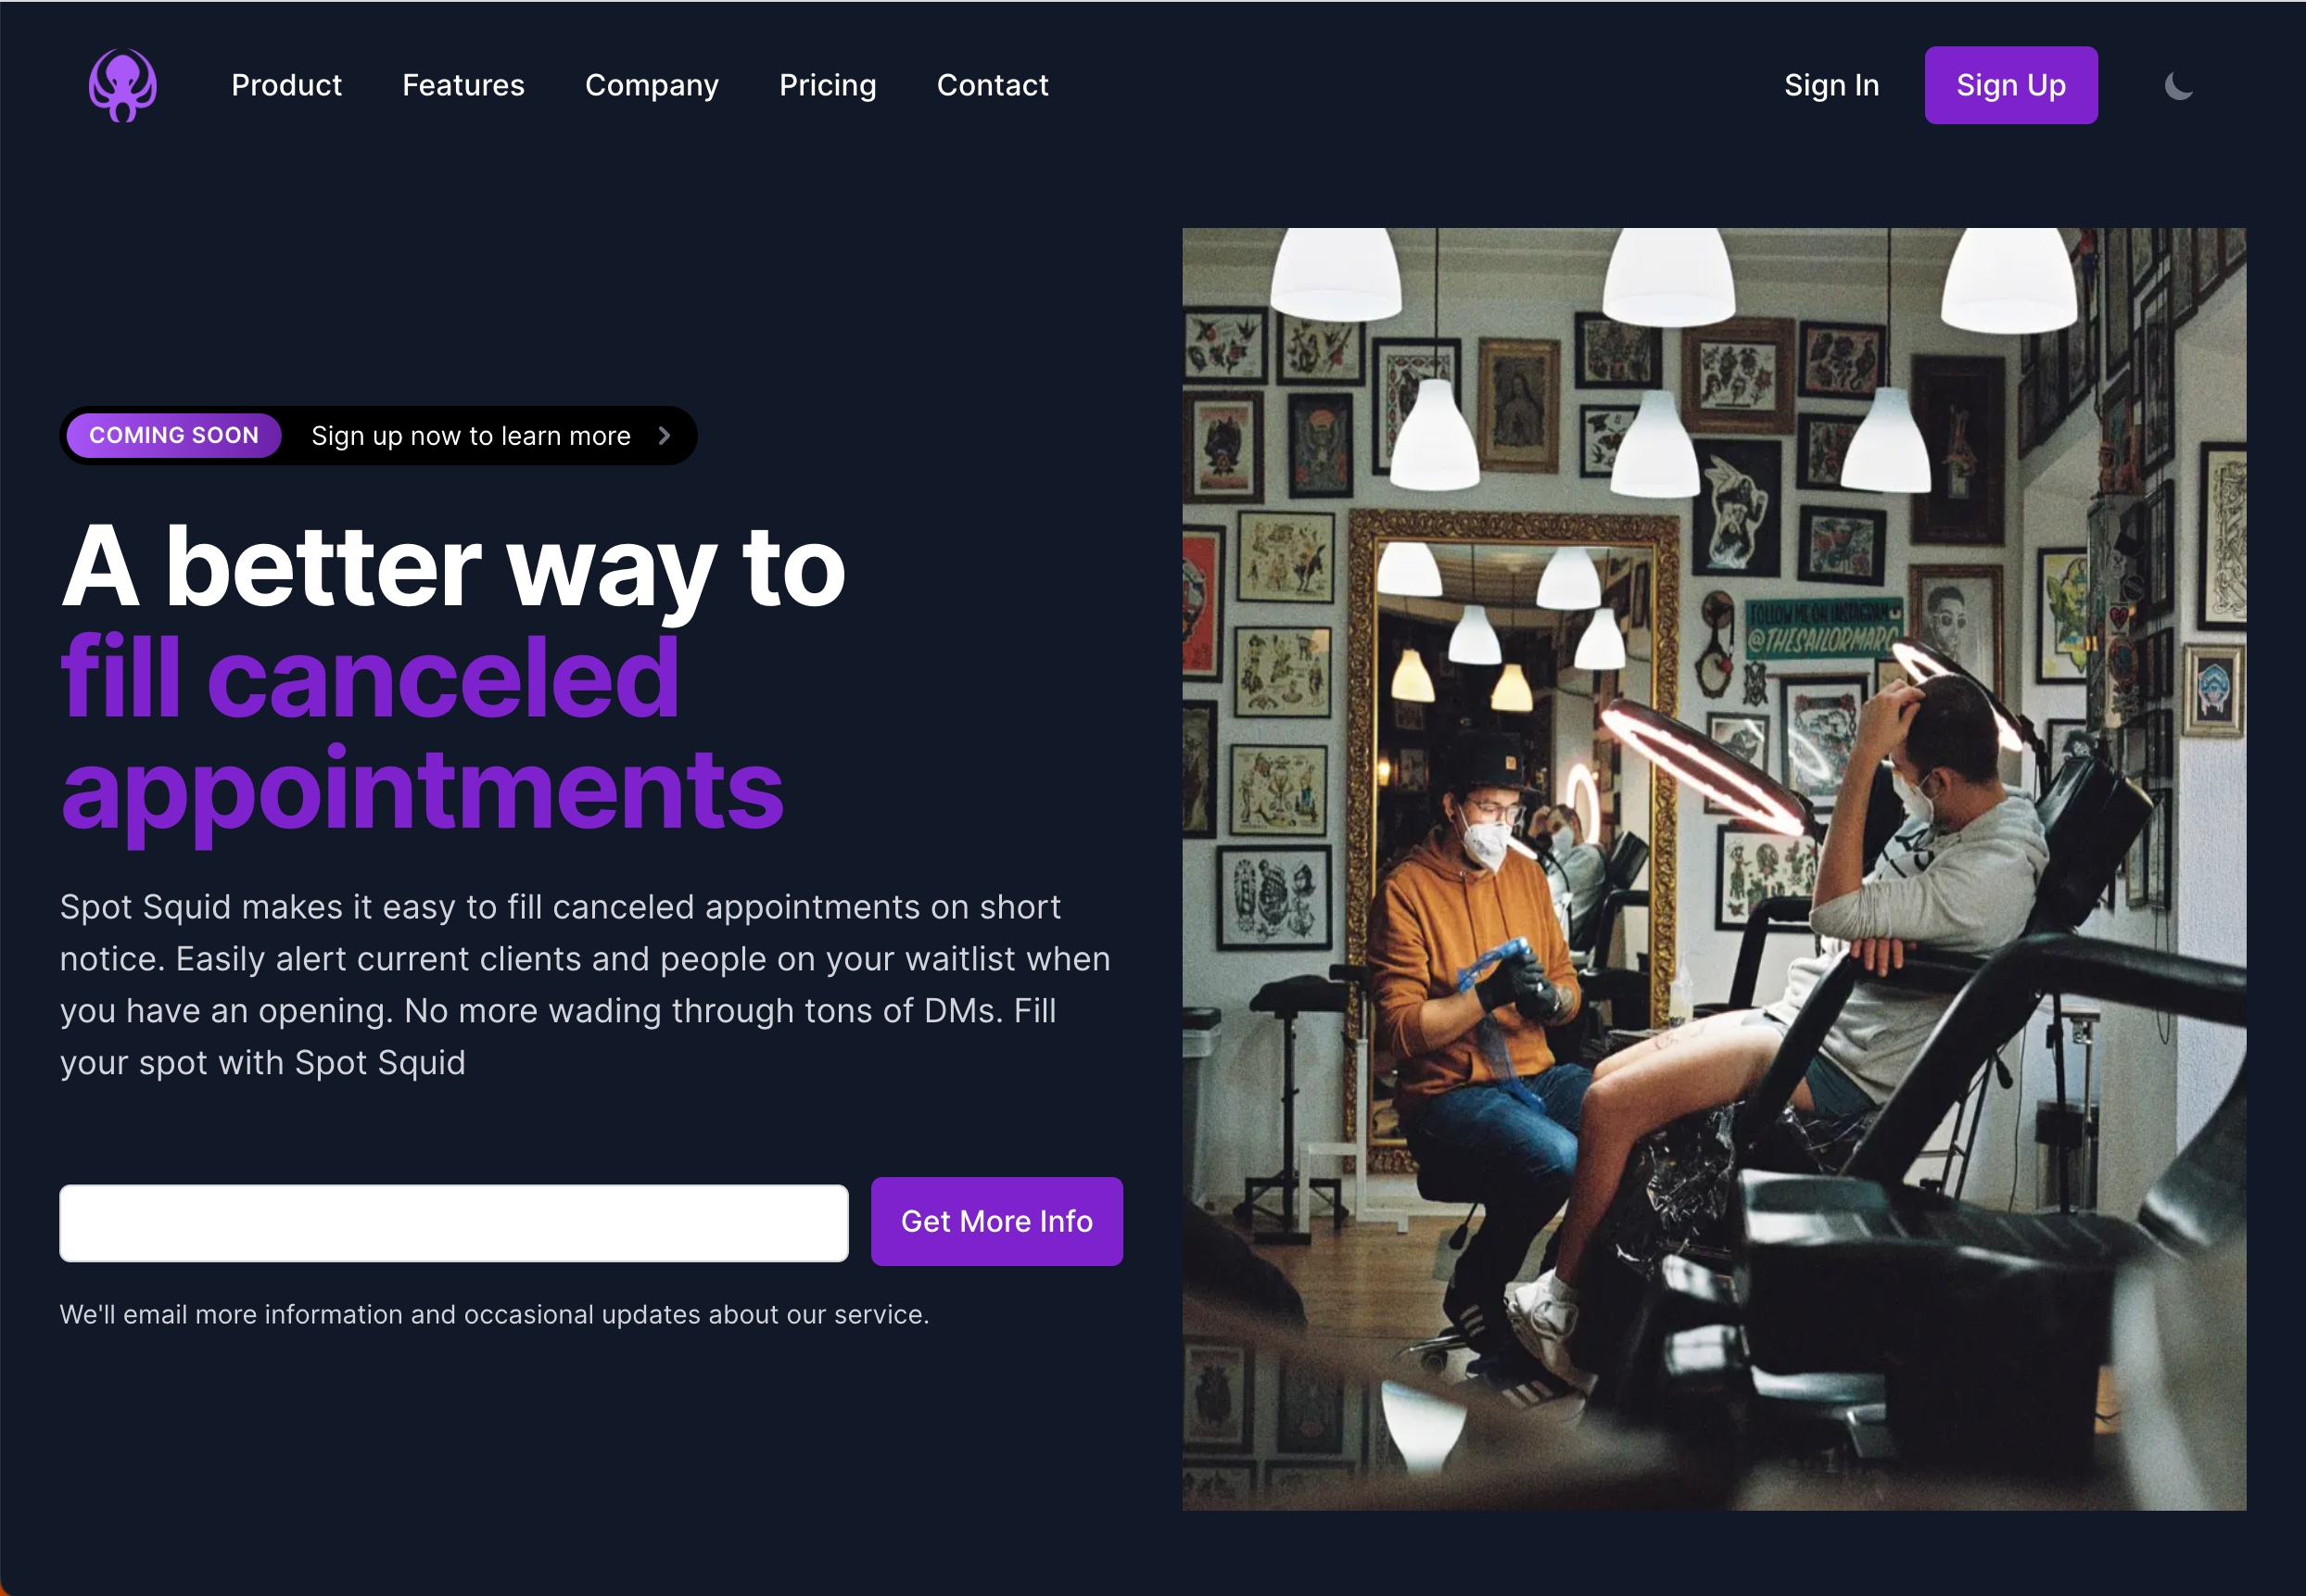 Product Features Company Pricing Contact Sign In Sign Up
COMING SOON Sign up now to learn more
A better way to
fill canceled
appointments
Spot Squid makes it easy to fill canceled appointments on short
notice. Easily alert current clients and people on your waitlist when
you have an opening. No more wading through tons of DMs. Fill
your spot with Spot Squid
Get More Info
We'll email more information and occasional updates about our service.
FOLLOW ME ON INSTAGRAM
@THESAILORMARC